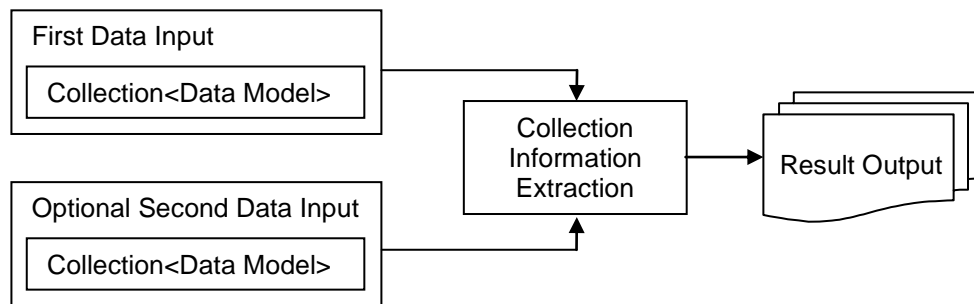 First Data Input
Collection<Data Model>
Optional Second Data Input
Collection<Data Model>
Collection
Information
Extraction
Result Output